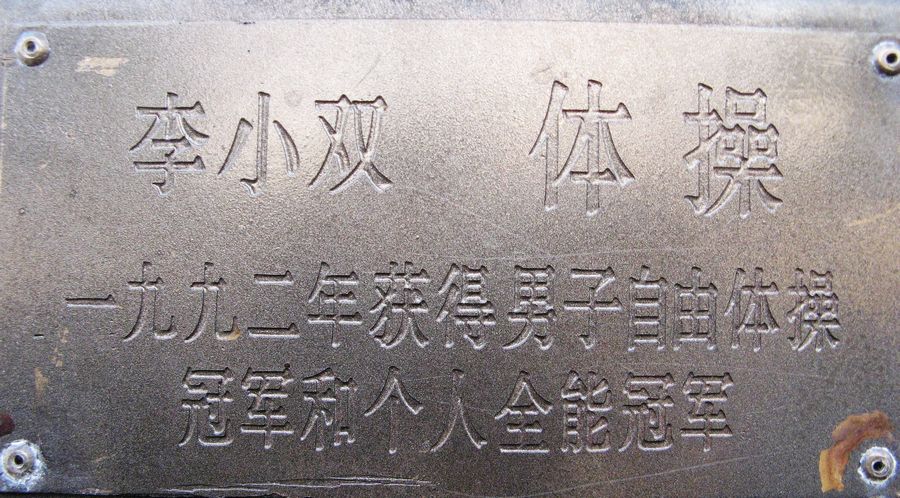 李小双 体操
一九九二年获得男子自由体操
冠军和个人全能冠军